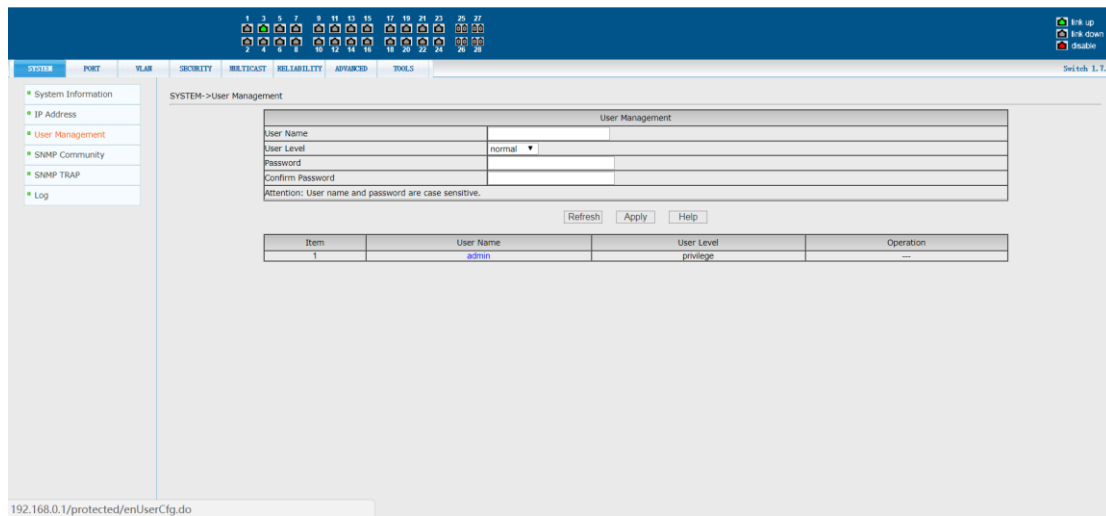 1 3 5 7 9 11 13 15 17 19 21 23 25 27
2 4 6 8 10 12 14 16 18 20 22 24 26 28
link up
link down
disable
SYSTEM PORT VLAN SECURITY MULTICAST RELIABILITY ADVANCED TOOLS Switch 1.7.
System Information
IP Address
User Management
SNMP Community
SNMP TRAP
Log
SYSTEM->User Management
User Management
User Name
User Level normal
Password
Confirm Password
Attention: User name and password are case sensitive.
Refresh Apply Help
Item User Name User Level Operation
1 admin privilege ---
192.168.0.1/protected/enUserCfg.do